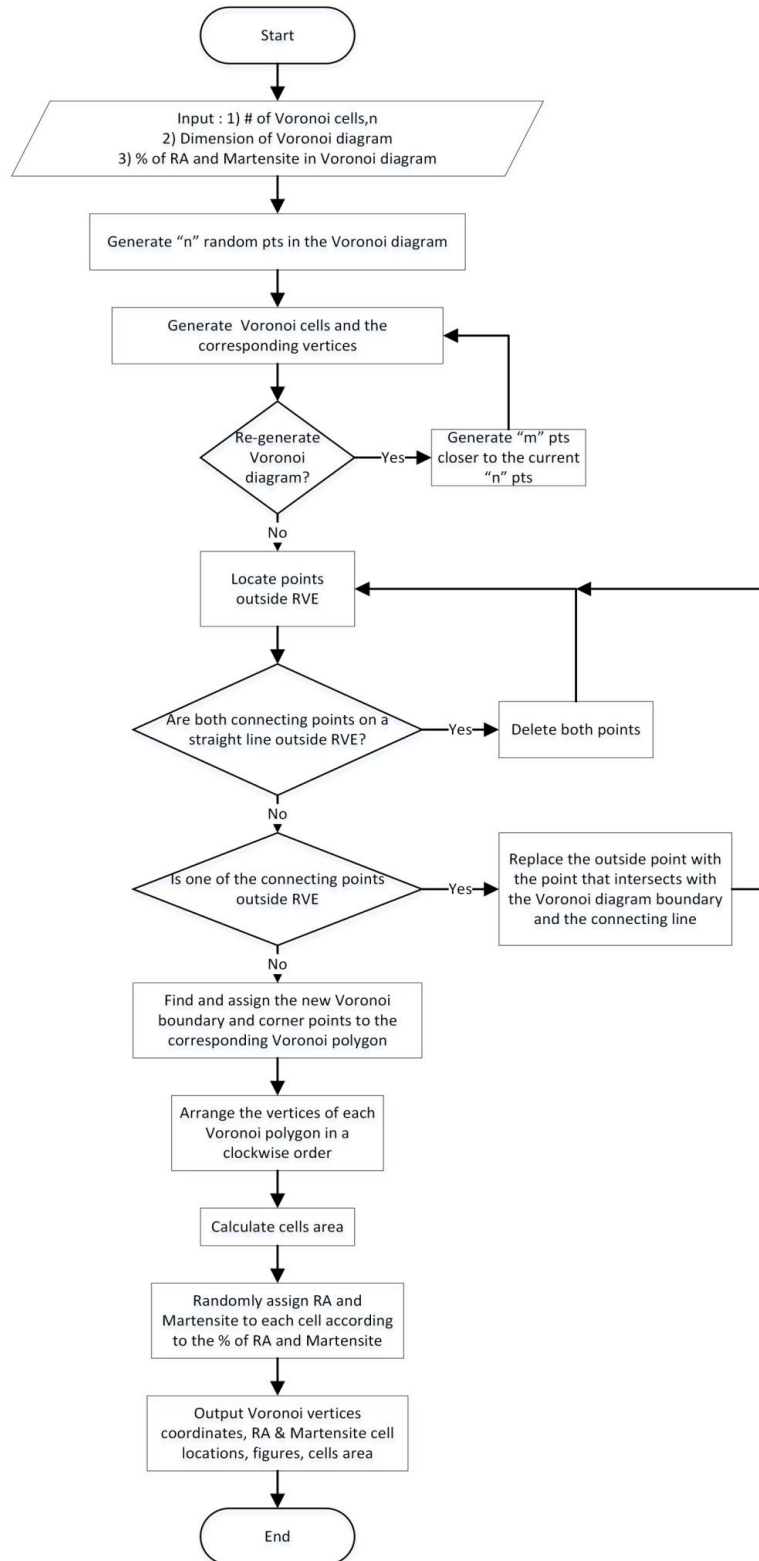 Start
Input : 1) # of Voronoi cells,n
2) Dimension of Voronoi diagram
3) % of RA and Martensite in Voronoi diagram
Generate “n” random pts in the Voronoi diagram
Generate Voronoi cells and the
corresponding vertices
Re-generate
Voronoi
diagram?
Yes
Generate “m” pts
closer to the current
“n” pts
No
Locate points
outside RVE
Are both connecting points on a
straight line outside RVE?
Yes
Delete both points
No
Is one of the connecting points
outside RVE
Yes
Replace the outside point with
the point that intersects with
the Voronoi diagram boundary
and the connecting line
No
Find and assign the new Voronoi
boundary and corner points to the
corresponding Voronoi polygon
Arrange the vertices of each
Voronoi polygon in a
clockwise order
Calculate cells area
Randomly assign RA and
Martensite to each cell according
to the % of RA and Martensite
Output Voronoi vertices
coordinates, RA & Martensite cell
locations, figures, cells area
End